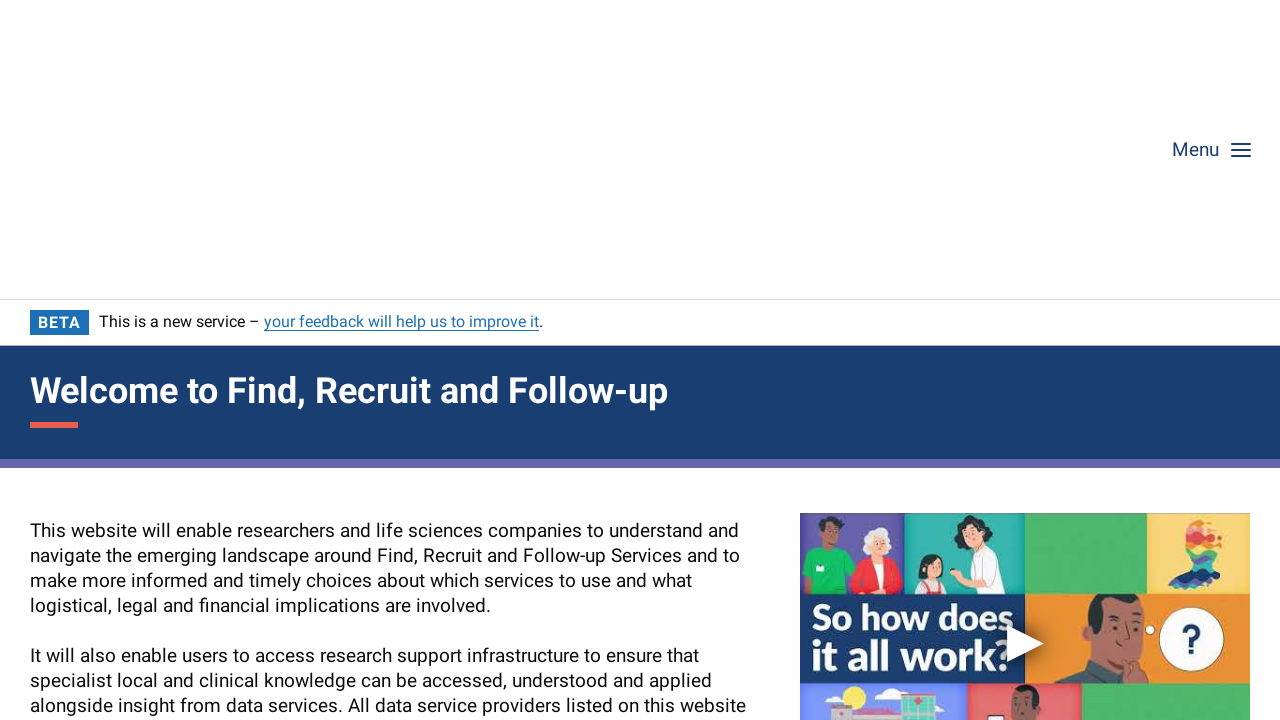 Menu
BETA This is a new service – your feedback will help us to improve it.
Welcome to Find, Recruit and Follow-up
This website will enable researchers and life sciences companies to understand and
navigate the emerging landscape around Find, Recruit and Follow-up Services and to
make more informed and timely choices about which services to use and what
logistical, legal and financial implications are involved.
It will also enable users to access research support infrastructure to ensure that
specialist local and clinical knowledge can be accessed, understood and applied
alongside insight from data services. All data service providers listed on this website
So how does
it all work?
?